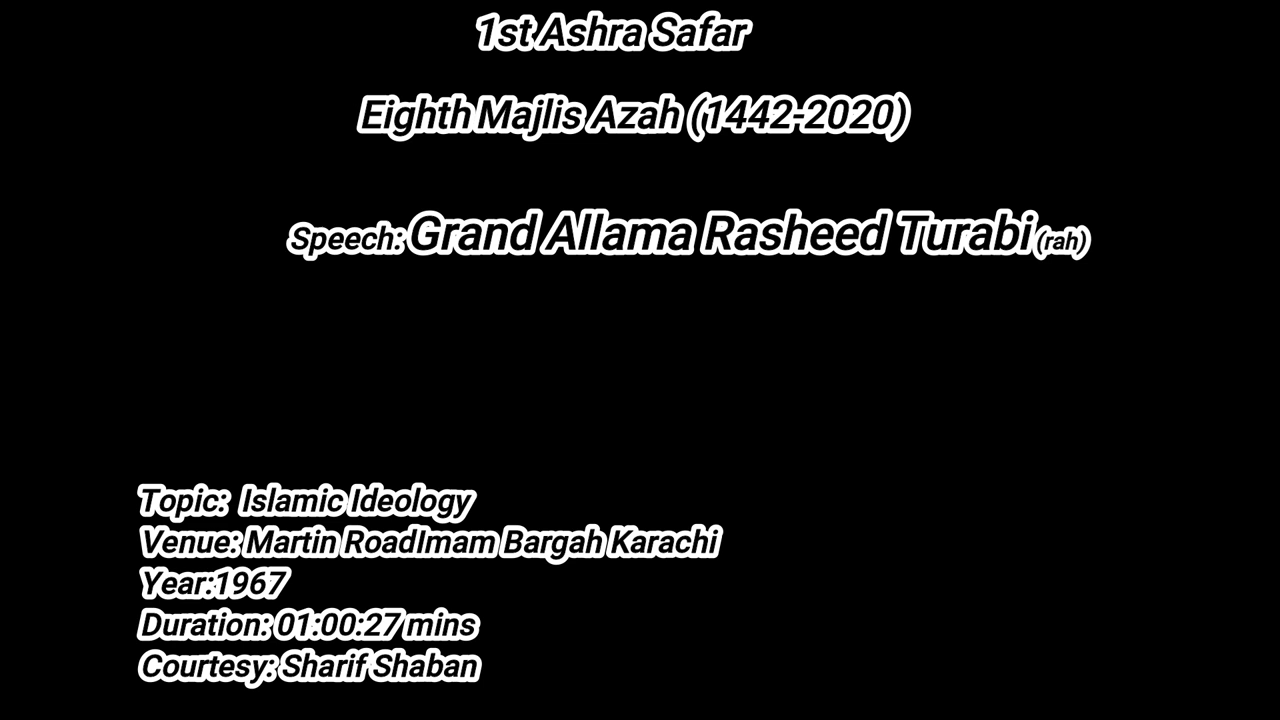 1st Ashra Safar
Eighth Majlis Azah (1442-2020)
Speech: Grand Allama Rasheed Turabi (rah)
Topic: Islamic Ideology
Venue: Martin RoadImam Bargah Karachi
Year:1967
Duration: 01:00:27 mins
Courtesy: Sharif Shaban